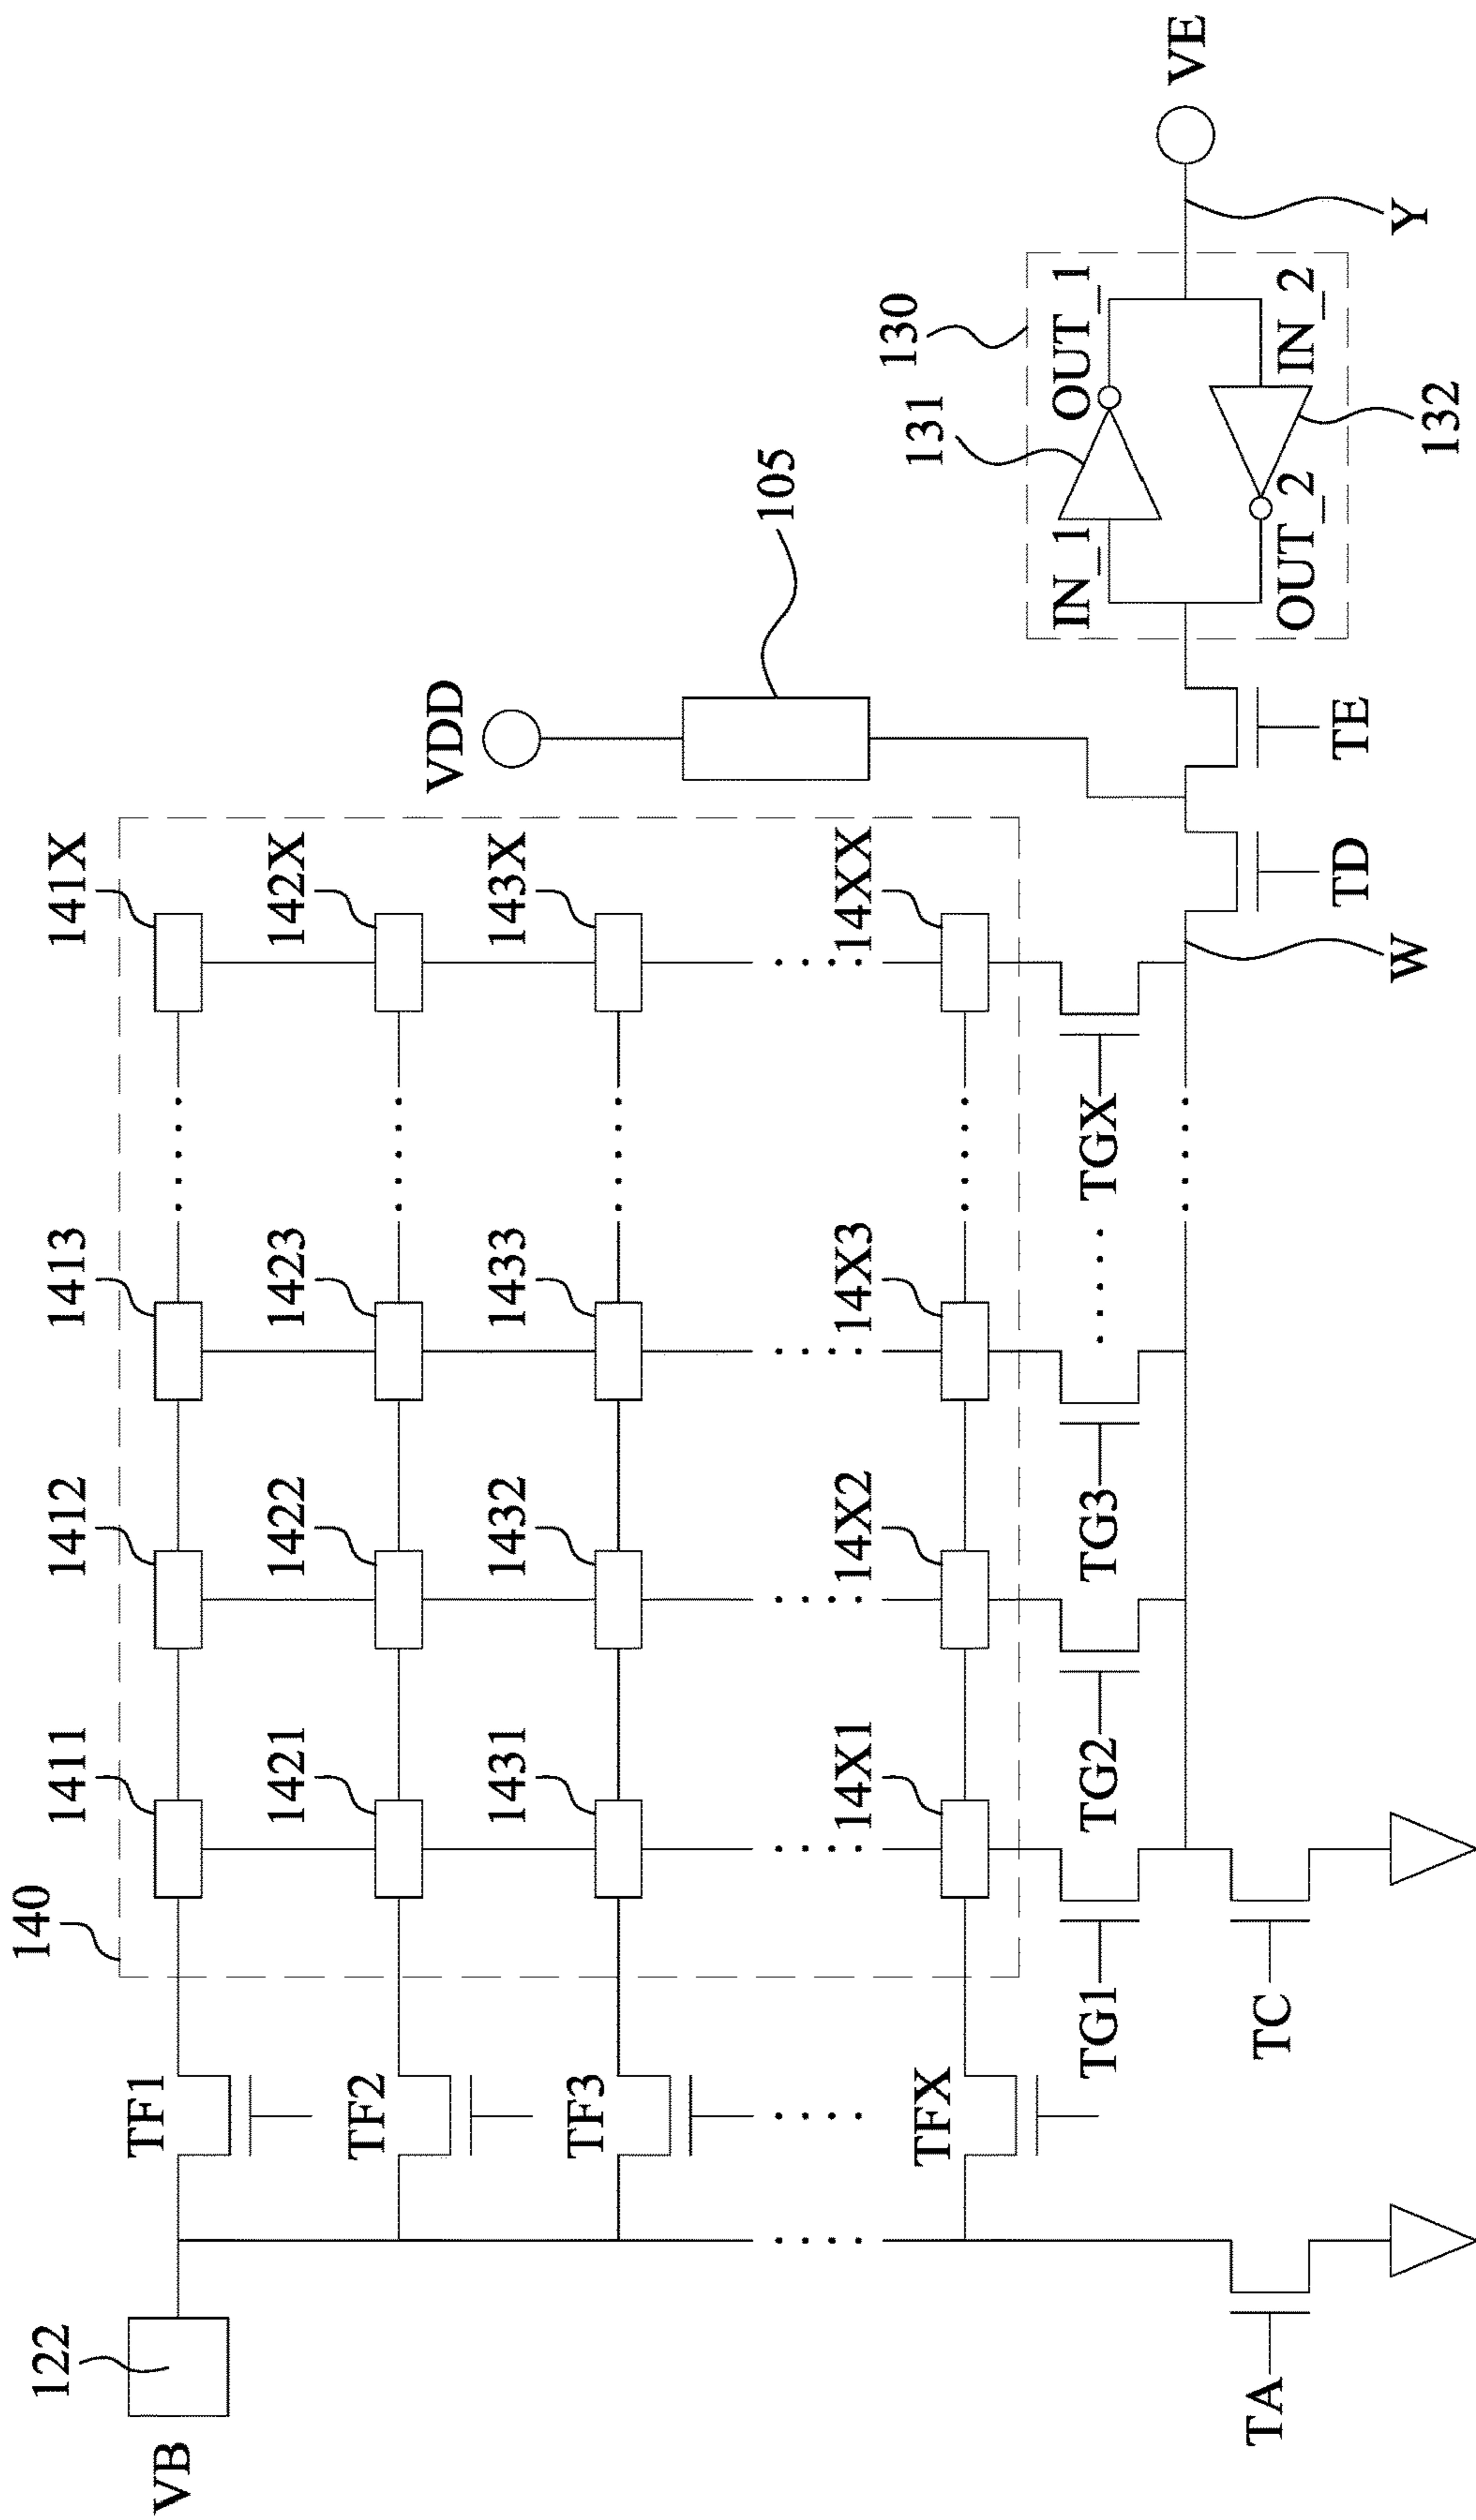 140
1411
1412
1413
141X
TF1
1421
1422
1423
142X
TF2
1431
1432
1433
143X
TF3
14X1
14X2
14X3
14XX
TFX
122
VB
VDD
105
TG1
TG2
TG3
TGX
TC
TA
W
TD
TE
130
131
IN_1
OUT_1
OUT_2
IN_2
132
Y
VE